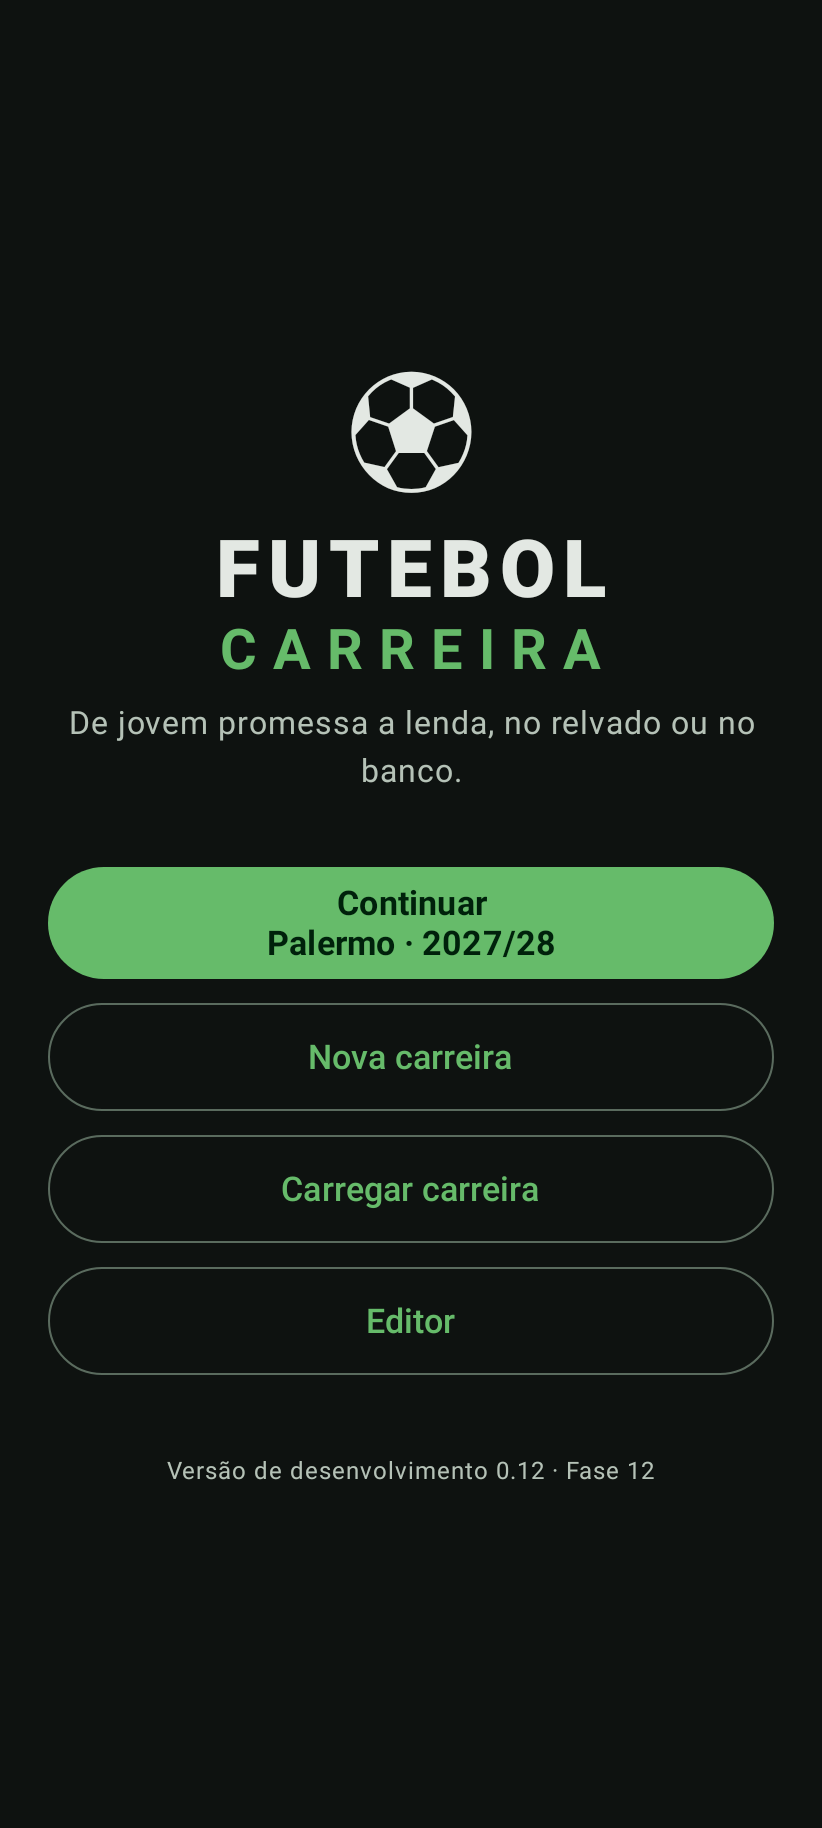 FUTEBOL
CARREIRA
De jovem promessa a lenda, no relvado ou no
banco.
Continuar
Palermo · 2027/28
Nova carreira
Carregar carreira
Editor
Versão de desenvolvimento 0.12 · Fase 12